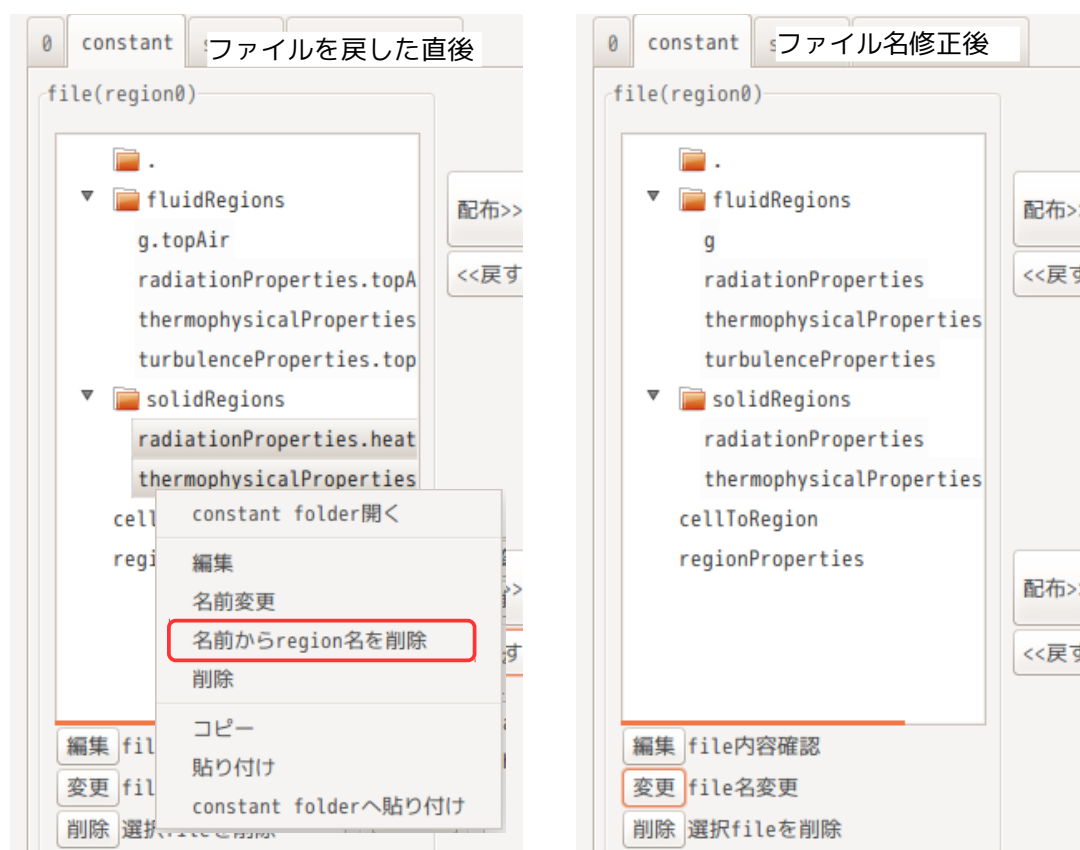 0 constant ファイルを戻した直後
file(region0)
.
fluidRegions
g.topAir
配布>>
radiationProperties.topA
<<戻す
thermophysicalProperties
turbulenceProperties.top
solidRegions
radiationProperties.heat
thermophysicalProperties
cell
regi
constant folder開く
編集
名前変更
名前からregion名を削除
削除
コピー
貼り付け
constant folderへ貼り付け
>>
す
編集 fil
変更 fil
削除 選択
0 constant ファイル名修正後
file(region0)
.
fluidRegions
g
配布>
radiationProperties
<<戻す
thermophysicalProperties
turbulenceProperties
solidRegions
radiationProperties
thermophysicalProperties
cellToRegion
regionProperties
配布>
<<戻す
編集 file内容確認
変更 file名変更
削除 選択fileを削除